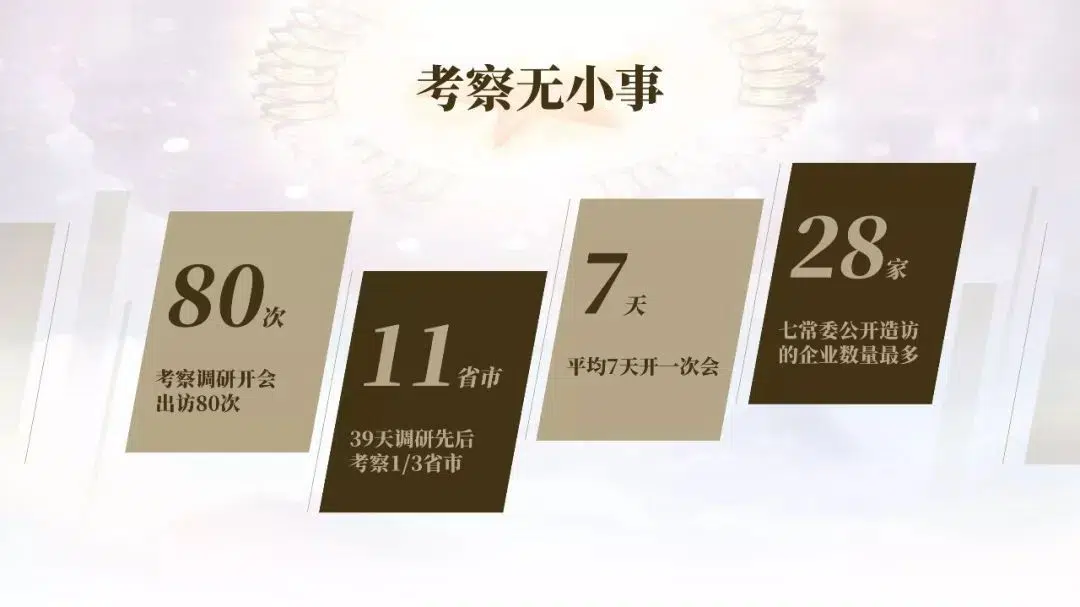 考察无小事
80次
考察调研开会
出访80次
11省市
39天调研先后
考察1/3省市
7天
平均7天开一次会
28家
七常委公开造访
的企业数量最多